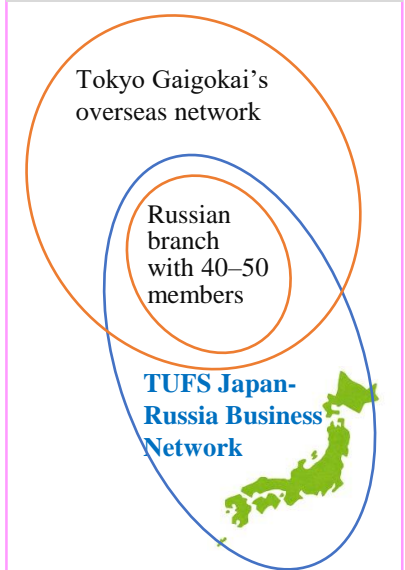 Tokyo Gaigokai’s
overseas network
Russian
branch
with 40–50
members
TUFS Japan-
Russia Business
Network